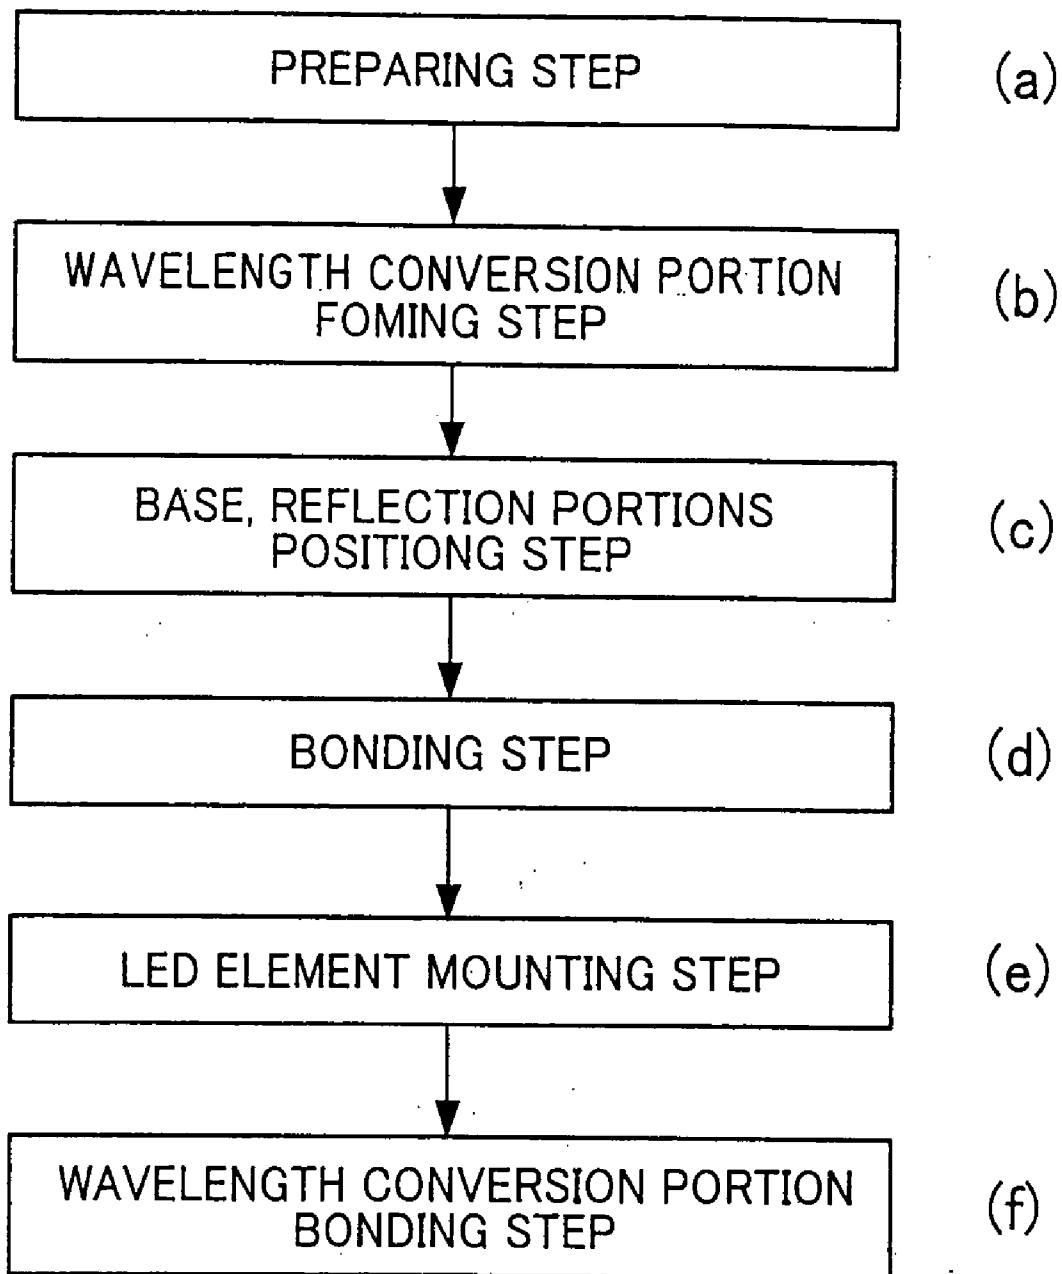 PREPARING STEP
(a)
WAVELENGTH CONVERSION PORTION
FOMING STEP
(b)
BASE, REFLECTION PORTIONS
POSITIONG STEP
(c)
BONDING STEP
(d)
LED ELEMENT MOUNTING STEP
(e)
WAVELENGTH CONVERSION PORTION
BONDING STEP
(f)